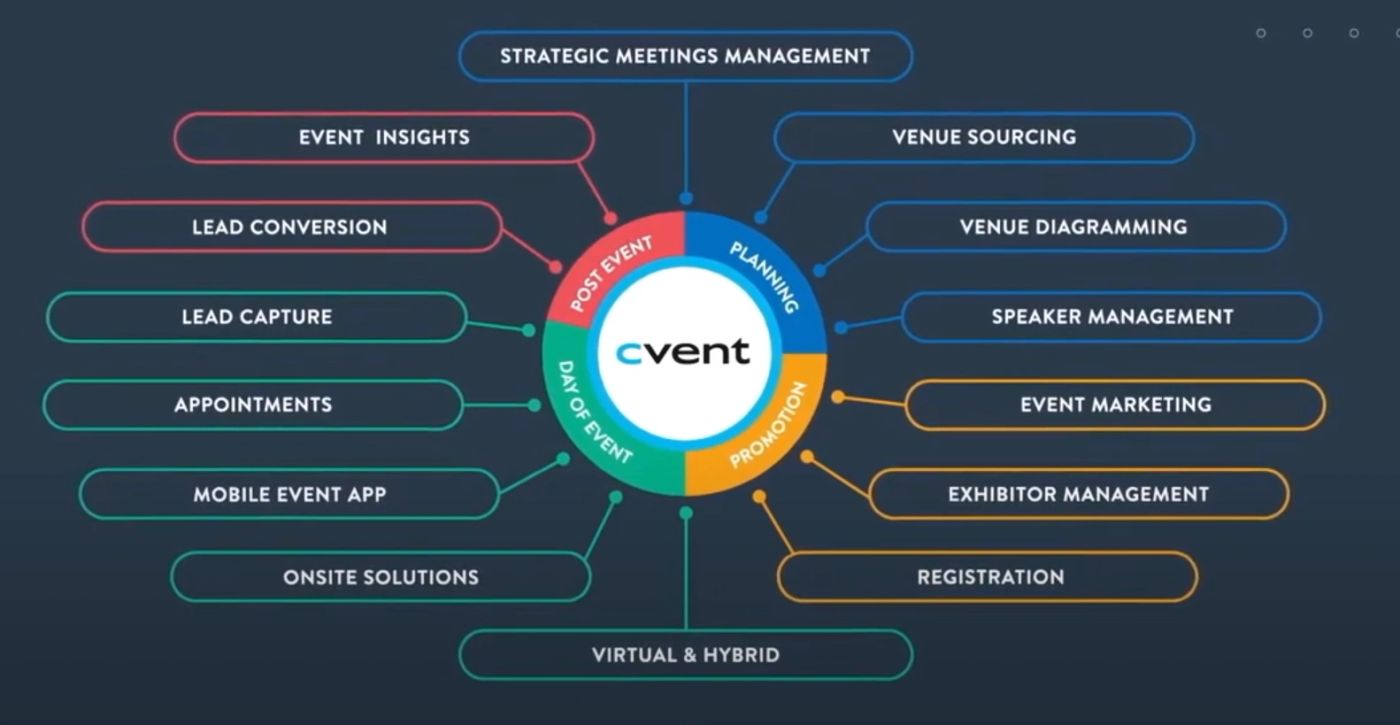 STRATEGIC MEETINGS MANAGEMENT
EVENT INSIGHTS
VENUE SOURCING
LEAD CONVERSION
VENUE DIAGRAMMING
POST EVENT
PLANNING
LEAD CAPTURE
SPEAKER MANAGEMENT
cvent
APPOINTMENTS
EVENT MARKETING
DAY OF EVENT
PROMOTION
MOBILE EVENT APP
EXHIBITOR MANAGEMENT
ONSITE SOLUTIONS
REGISTRATION
VIRTUAL & HYBRID